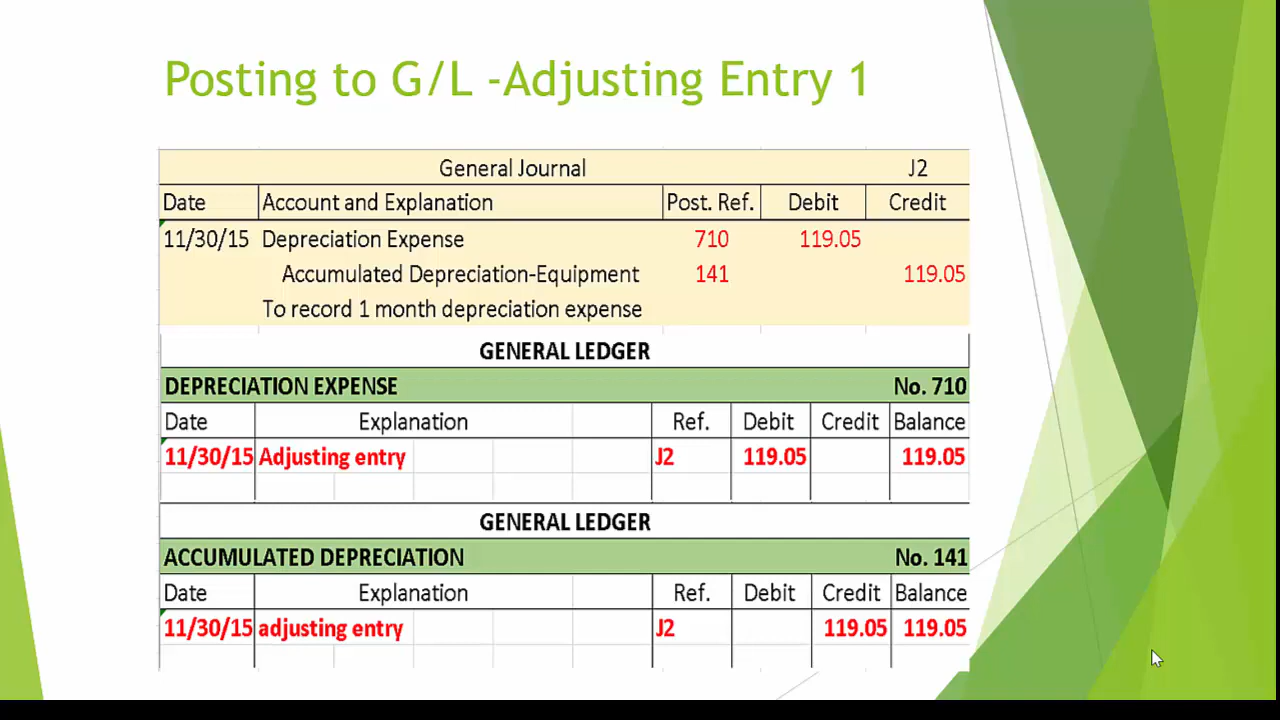 Posting to G/L -Adjusting Entry 1
General Journal J2
Date Account and Explanation Post. Ref. Debit Credit
11/30/15 Depreciation Expense 710 119.05
Accumulated Depreciation-Equipment 141 119.05
To record 1 month depreciation expense
GENERAL LEDGER
DEPRECIATION EXPENSE No. 710
Date Explanation Ref. Debit Credit Balance
11/30/15 Adjusting entry J2 119.05 119.05
GENERAL LEDGER
ACCUMULATED DEPRECIATION No. 141
Date Explanation Ref. Debit Credit Balance
11/30/15 adjusting entry J2 119.05 119.05